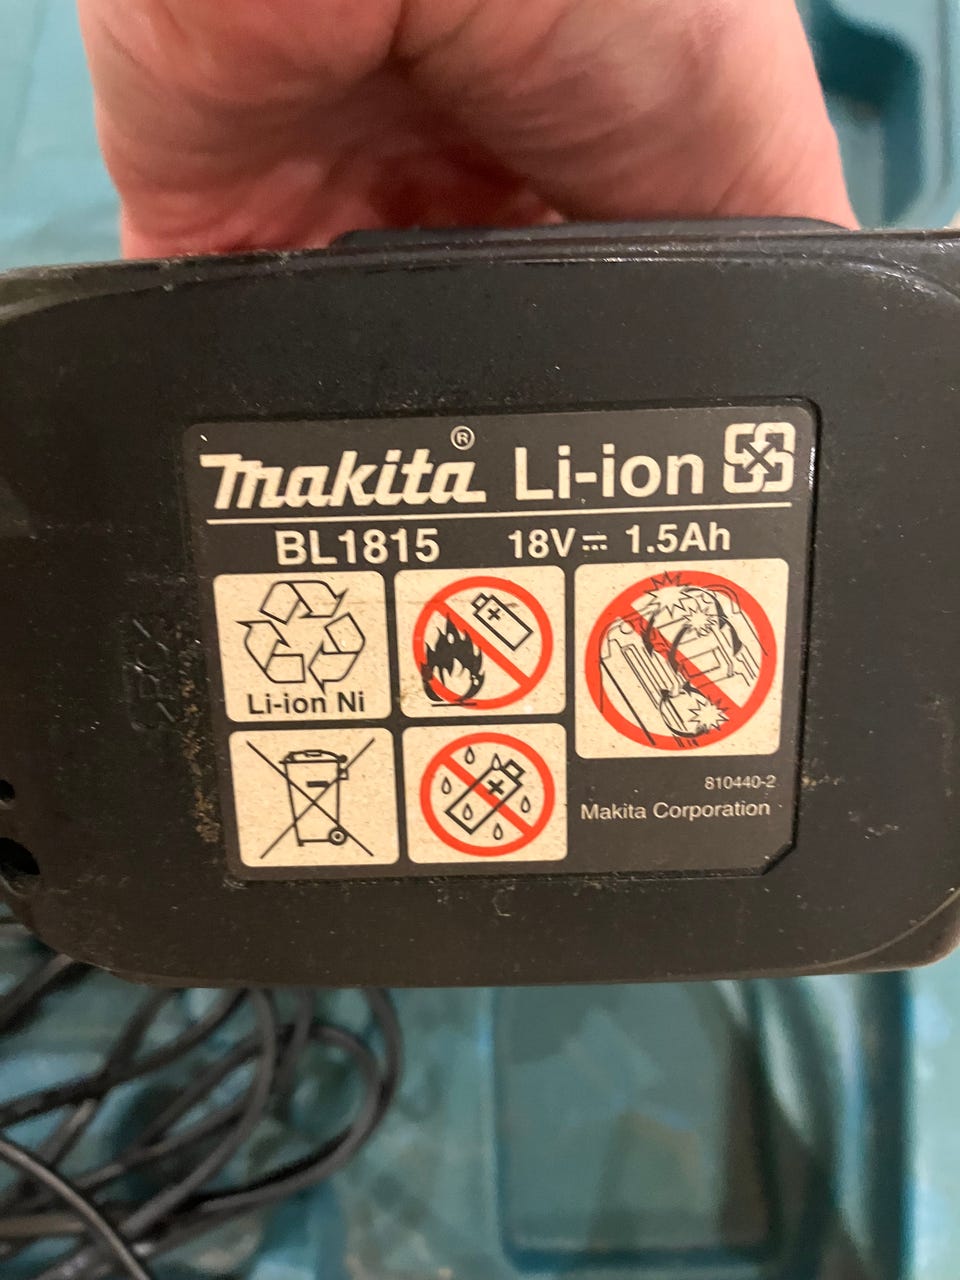 makita® Li-ion
BL1815 18V⎓ 1.5Ah
Li-ion Ni
810440-2
Makita Corporation